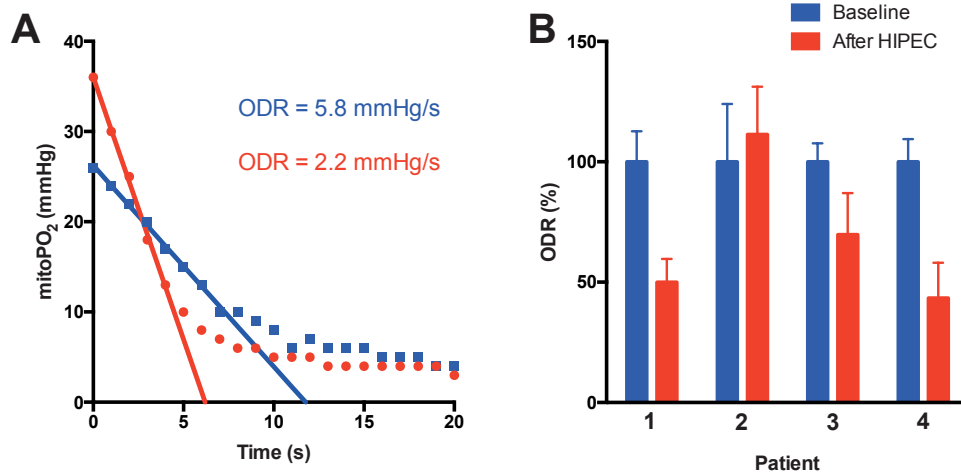 A
mitoPO2 (mmHg)
40
30
20
10
0
ODR = 5.8 mmHg/s
ODR = 2.2 mmHg/s
0 5 10 15 20
Time (s)
B
Baseline
After HIPEC
ODR (%)
150
100
50
0
1 2 3 4
Patient